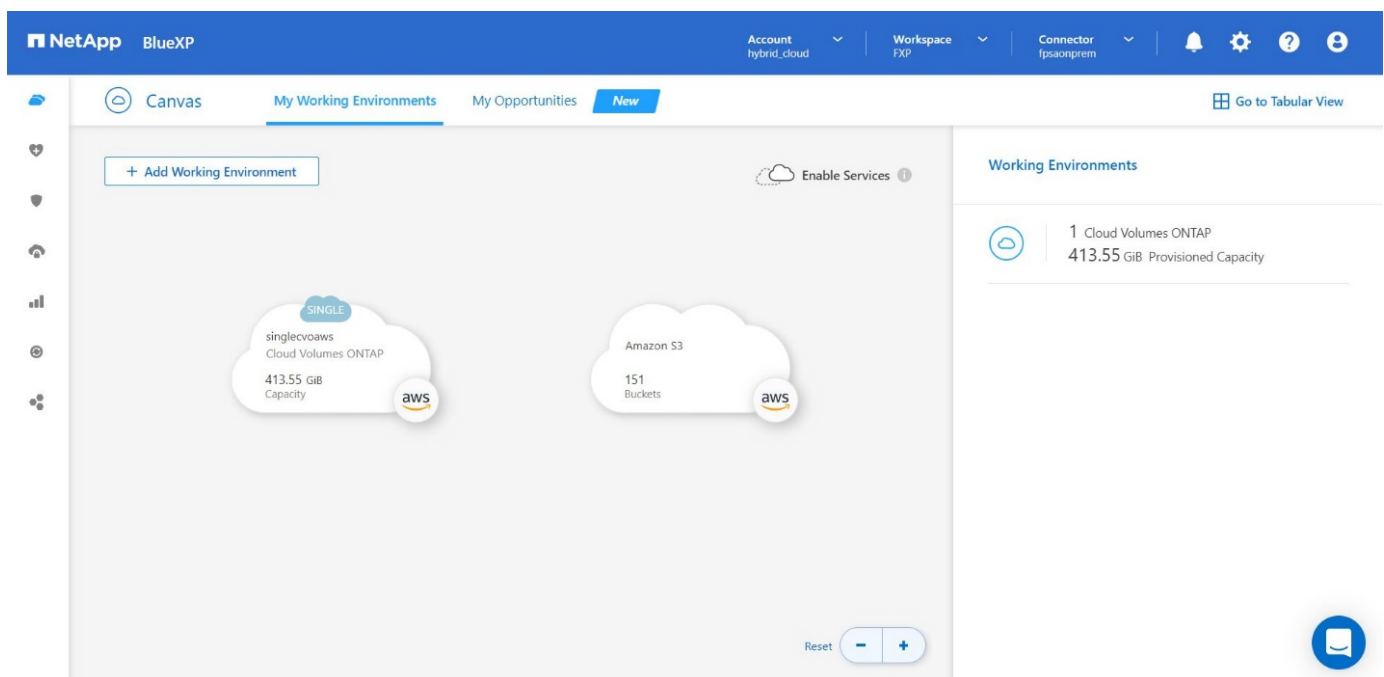 NetApp BlueXP
Account
hybrid_cloud
Workspace
FXP
Connector
fpsaonprem
Canvas
My Working Environments
My Opportunities
New
Go to Tabular View
+ Add Working Environment
Enable Services
Working Environments
1 Cloud Volumes ONTAP
413.55 GiB Provisioned Capacity
SINGLE
singlecvoaws
Cloud Volumes ONTAP
413.55 GiB
Capacity
aws
Amazon S3
151
Buckets
aws
Reset - +